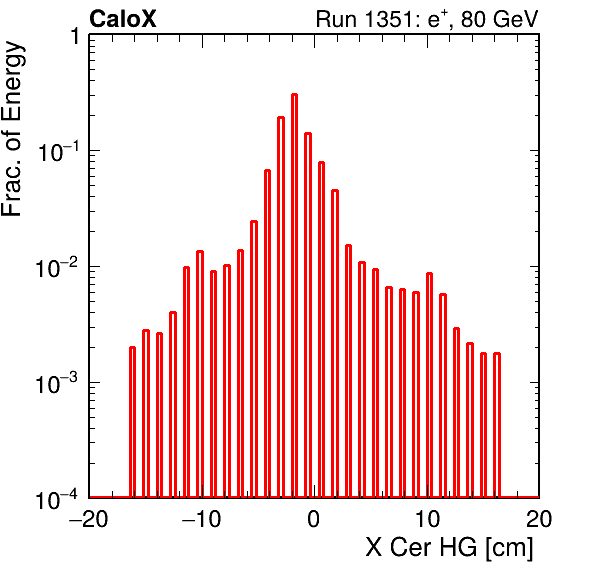 CaloX Run 1351: e⁺, 80 GeV
Frac. of Energy
1
10⁻¹
10⁻²
10⁻³
10⁻⁴
−20 −10 0 10 20
X Cer HG [cm]